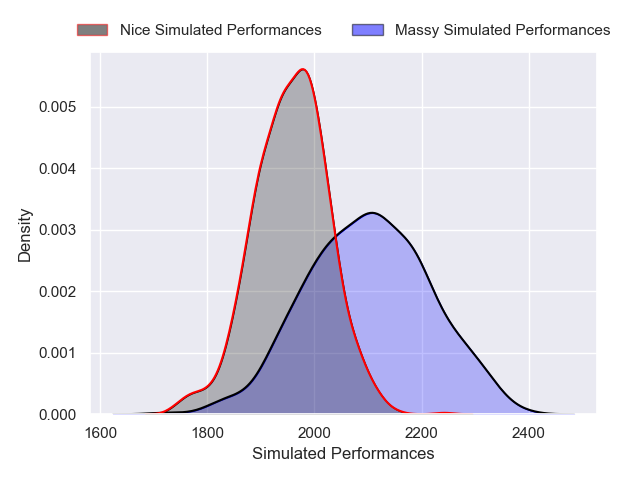 Nice Simulated Performances Massy Simulated Performances
0.005
0.004
0.003
0.002
0.001
0.000
Density
1600 1800 2000 2200 2400
Simulated Performances